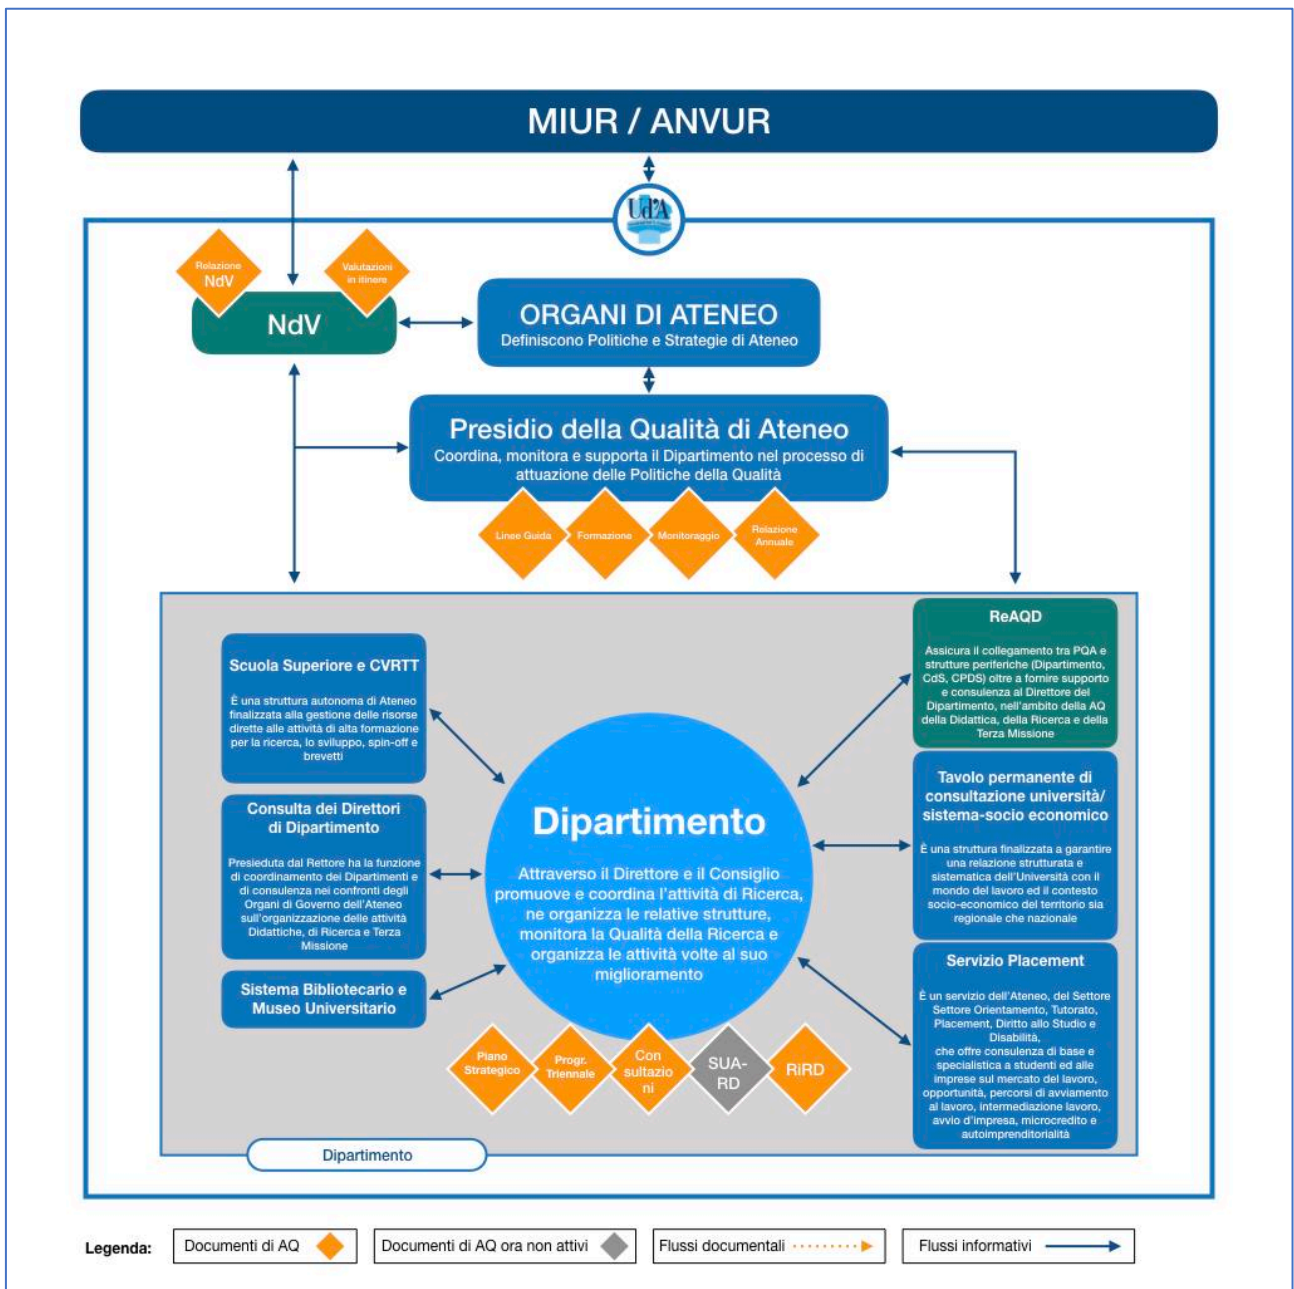 MIUR / ANVUR
Ud'A
Relazione
NdV
Valutazioni
in itinere
NdV
ORGANI DI ATENEO
Definiscono Politiche e Strategie di Ateneo
Presidio della Qualità di Ateneo
Coordina, monitora e supporta il Dipartimento nel processo di
attuazione delle Politiche della Qualità
Linee Guida
Formazione
Monitoraggio
Relazione
Annuale
Scuola Superiore e CVRTT
È una struttura autonoma di Ateneo
finalizzata alla gestione delle risorse
dirette alle attività di alta formazione
per la ricerca, lo sviluppo, spin-off e
brevetti
Consulta dei Direttori
di Dipartimento
Presieduta dal Rettore ha la funzione
di coordinamento dei Dipartimenti e
di consulenza nei confronti degli
Organi di Governo dell'Ateneo
sull'organizzazione delle attività
Didattiche, di Ricerca e Terza
Missione
Sistema Bibliotecario e
Museo Universitario
Dipartimento
Attraverso il Direttore e il Consiglio
promuove e coordina l'attività di Ricerca,
ne organizza le relative strutture,
monitora la Qualità della Ricerca e
organizza le attività volte al suo
miglioramento
ReAQD
Assicura il collegamento tra PQA e
strutture periferiche (Dipartimento,
CdS, CPDS) oltre a fornire supporto
e consulenza al Direttore del
Dipartimento, nell'ambito della AQ
della Didattica, della Ricerca e della
Terza Missione
Tavolo permanente di
consultazione università/
sistema-socio economico
È una struttura finalizzata a garantire
una relazione strutturata e
sistematica dell'Università con il
mondo del lavoro ed il contesto
socio-economico del territorio sia
regionale che nazionale
Servizio Placement
È un servizio dell'Ateneo, del Settore
Settore Orientamento, Tutorato,
Placement, Diritto allo Studio e
Disabilità,
che offre consulenza di base e
specialistica a studenti ed alle
imprese sul mercato del lavoro,
opportunità, percorsi di avviamento
al lavoro, intermediazione lavoro,
avvio d'impresa, microcredito e
autoimprenditorialità
Piano
Strategico
Progr.
Triennale
Con
sultazio
ni
SUA-
RD
RiRD
Dipartimento
Legenda:
Documenti di AQ
Documenti di AQ ora non attivi
Flussi documentali
Flussi informativi